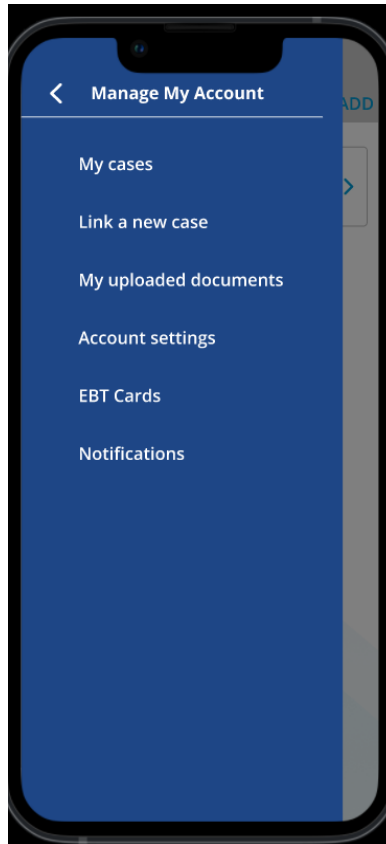 Manage My Account
ADD
My cases
Link a new case
My uploaded documents
Account settings
EBT Cards
Notifications